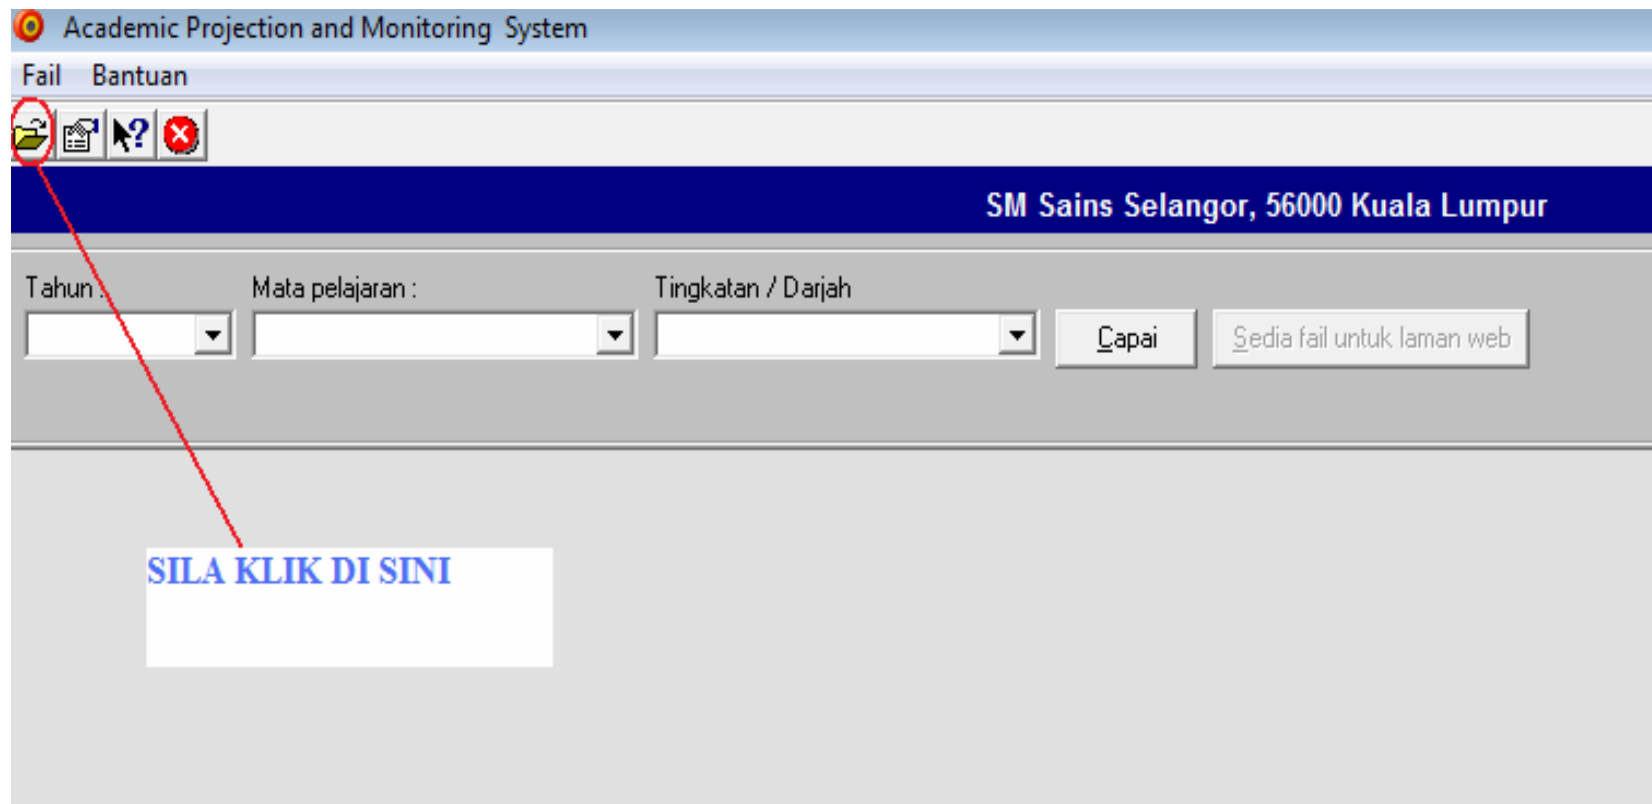 Academic Projection and Monitoring System
Fail Bantuan
SM Sains Selangor, 56000 Kuala Lumpur
Tahun : Mata pelajaran : Tingkatan / Darjah
Capai Sedia fail untuk laman web
SILA KLIK DI SINI